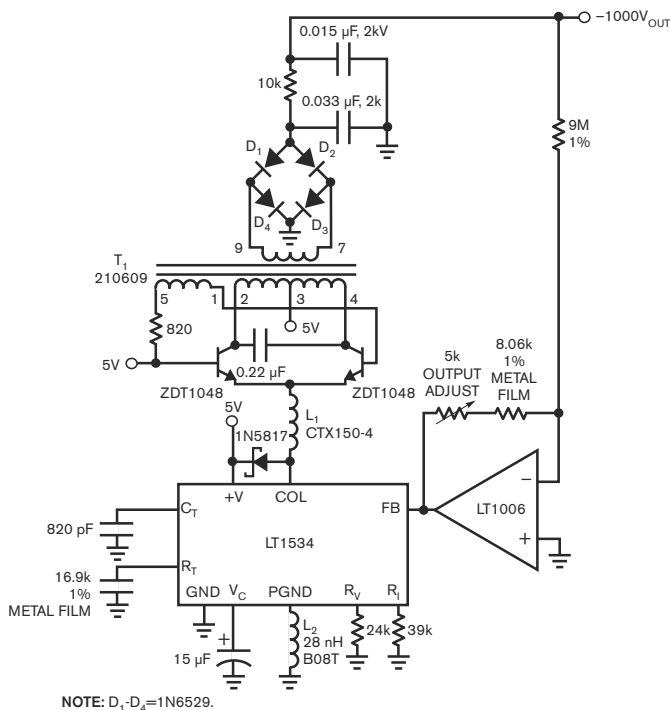 −1000V_OUT
0.015 µF, 2kV
10k
0.033 µF, 2k
9M
1%
D1
D2
D4
D3
9
7
T1
210609
5
1
2
3
4
820
5V
5V
0.22 µF
ZDT1048
ZDT1048
5k
OUTPUT
ADJUST
8.06k
1%
METAL
FILM
5V
1N5817
L1
CTX150-4
+V
COL
FB
−
LT1006
+
CT
820 pF
LT1534
RT
16.9k
1%
METAL FILM
GND
VC
PGND
RV
RI
+
15 µF
L2
28 nH
B08T
24k
39k
NOTE: D1-D4=1N6529.